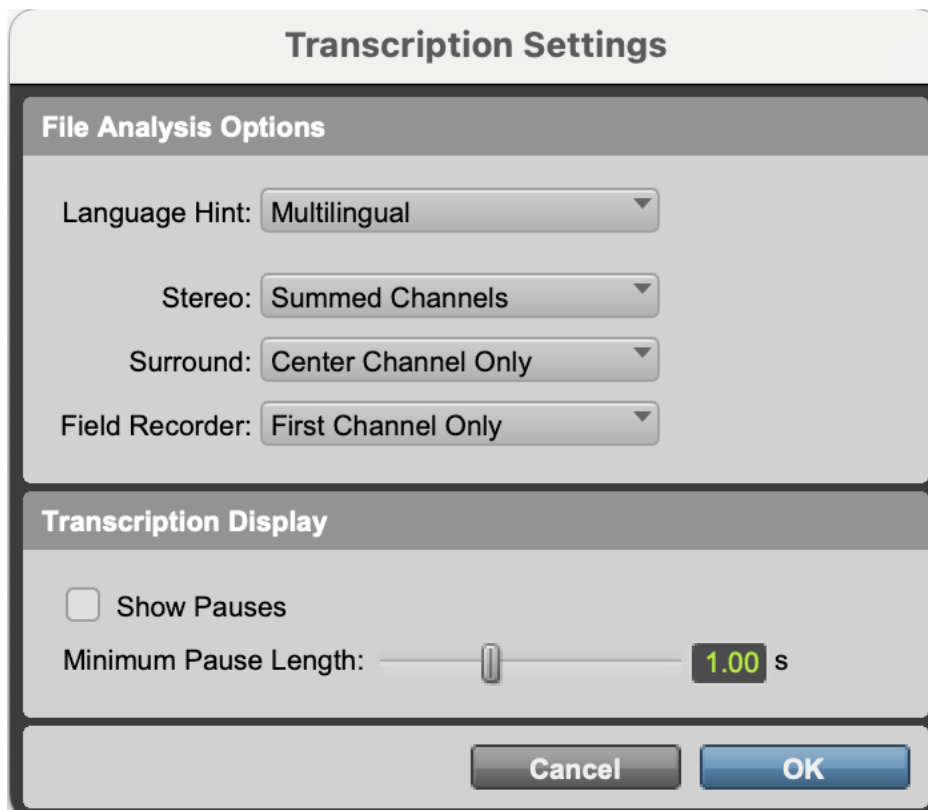 Transcription Settings
File Analysis Options
Language Hint: Multilingual
Stereo: Summed Channels
Surround: Center Channel Only
Field Recorder: First Channel Only
Transcription Display
Show Pauses
Minimum Pause Length: 1.00 s
Cancel OK